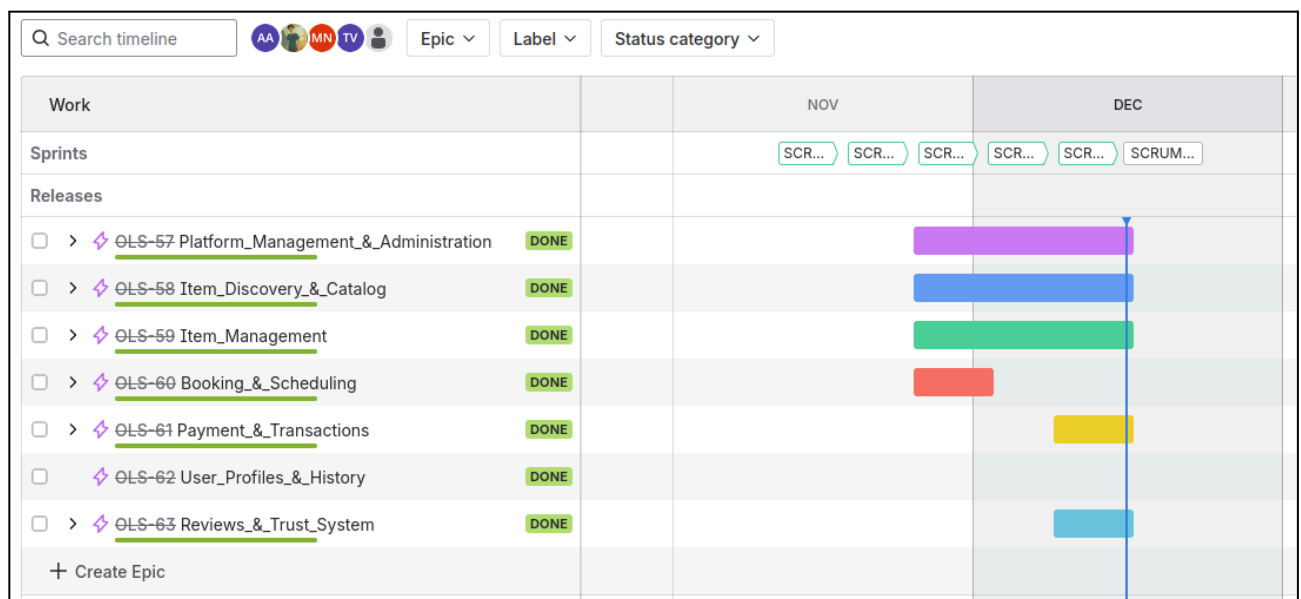 Search timeline AA MN TV Epic Label Status category
Work NOV DEC
Sprints SCR... SCR... SCR... SCR... SCR... SCRUM...
Releases
OLS-57 Platform_Management_&_Administration DONE
OLS-58 Item_Discovery_&_Catalog DONE
OLS-59 Item_Management DONE
OLS-60 Booking_&_Scheduling DONE
OLS-61 Payment_&_Transactions DONE
OLS-62 User_Profiles_&_History DONE
OLS-63 Reviews_&_Trust_System DONE
+ Create Epic